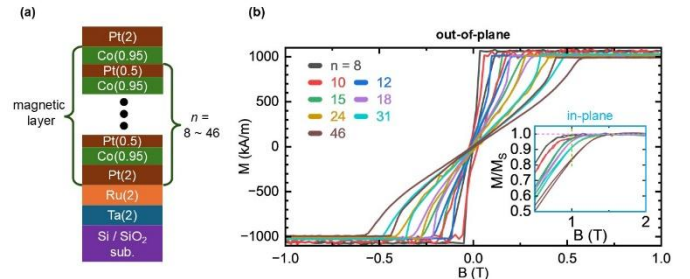 (a)
Pt(2)
Co(0.95)
Pt(0.5)
Co(0.95)
magnetic
layer
n =
8 ~ 46
Pt(0.5)
Co(0.95)
Pt(2)
Ru(2)
Ta(2)
Si / SiO₂
sub.
(b)
out-of-plane
M (kA/m)
1000
500
0
−500
−1000
n = 8
10 12
15 18
24 31
46
in-plane
M/Mₛ
1.0
0.9
0.8
0.7
0.6
0.5
1 2
B (T)
−1.0 −0.5 0.0 0.5 1.0
B (T)